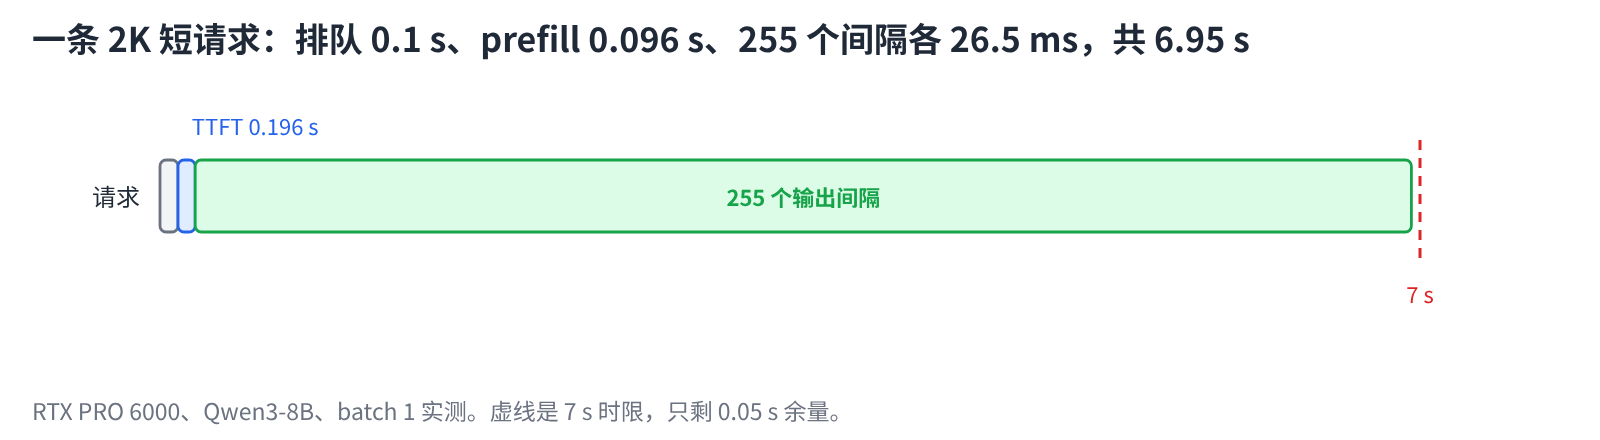 一条 2K 短请求：排队 0.1 s、prefill 0.096 s、255 个间隔各 26.5 ms，共 6.95 s
TTFT 0.196 s
请求
255 个输出间隔
7 s
RTX PRO 6000、Qwen3-8B、batch 1 实测。虚线是 7 s 时限，只剩 0.05 s 余量。